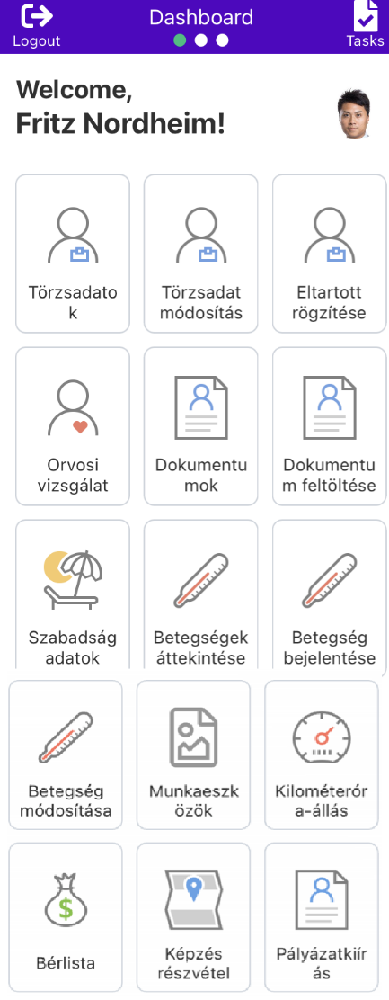 Dashboard
Logout
Tasks
Welcome,
Fritz Nordheim!
Törzsadato
k
Törzsadat
módosítás
Eltartott
rögzítése
Orvosi
vizsgálat
Dokumentu
mok
Dokumentu
m feltöltése
Szabadság
adatok
Betegségek
áttekintése
Betegség
bejelentése
Betegség
módosítása
Munkaeszk
özök
Kilométerór
a-állás
$
Bérlista
Képzés
részvétel
Pályázatkiír
ás